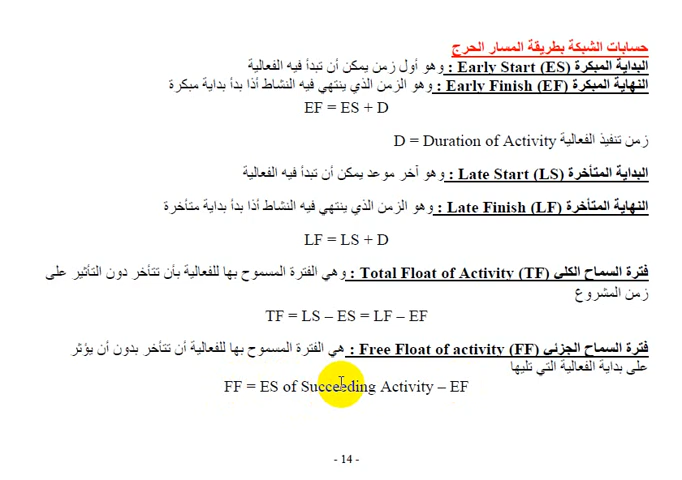 حسابات الشبكة بطريقة المسار الحرج
البداية المبكرة Early Start (ES) : وهو أول زمن يمكن أن تبدأ فيه الفعالية
النهاية المبكرة Early Finish (EF) : وهو الزمن الذي ينتهي فيه النشاط أذا بدأ بداية مبكرة
EF = ES + D
زمن تنفيذ الفعالية D = Duration of Activity
البداية المتأخرة Late Start (LS) : وهو آخر موعد يمكن أن تبدأ فيه الفعالية
النهاية المتأخرة Late Finish (LF) : وهو الزمن الذي ينتهي فيه النشاط أذا بدأ بداية متأخرة
LF = LS + D
فترة السماح الكلي Total Float of Activity (TF) : وهي الفترة المسموح بها للفعالية بأن تتأخر دون التأثير على
زمن المشروع
TF = LS – ES = LF – EF
فترة السماح الجزئي Free Float of activity (FF) : هي الفترة المسموح بها للفعالية أن تتأخر بدون أن يؤثر
على بداية الفعالية التي تليها
FF = ES of Succeeding Activity – EF
- 14 -